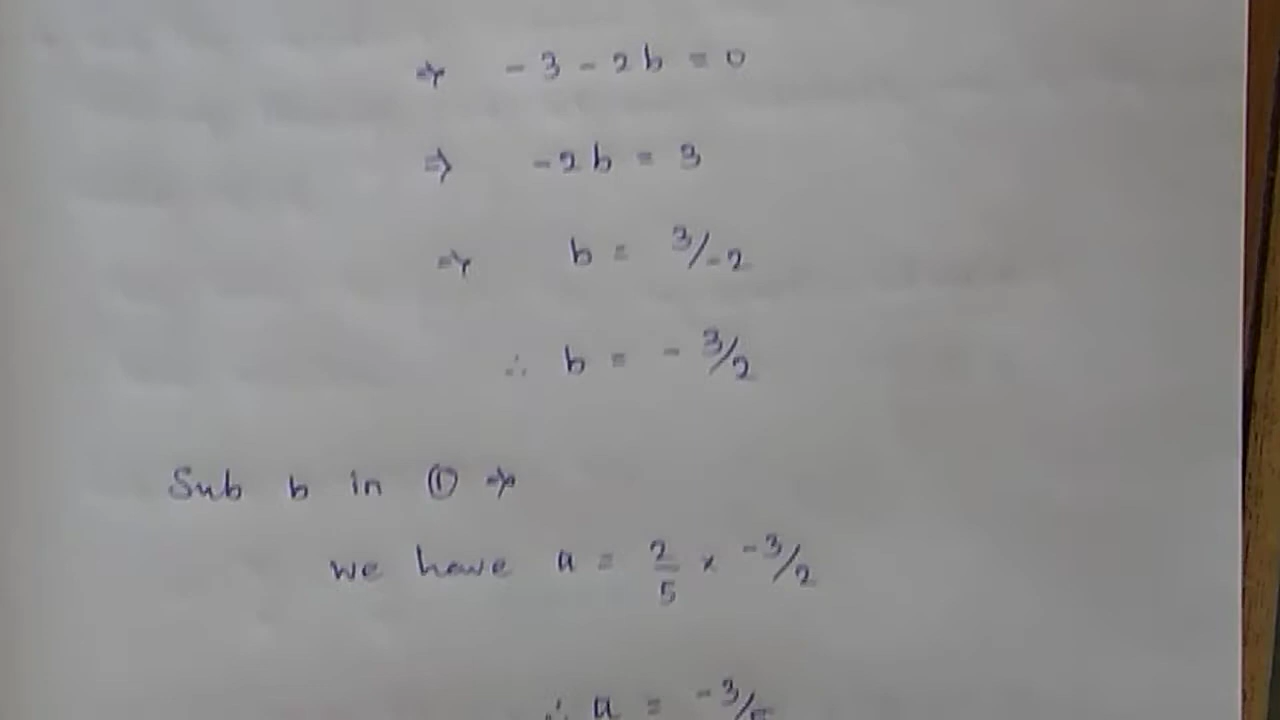 ⇒ - 3 - 2b = 0
⇒ -2b = 3
⇒ b = 3/-2
∴ b = - 3/2
Sub b in ① ⇒
we have a = 2/5 × -3/2
∴ a = -3/